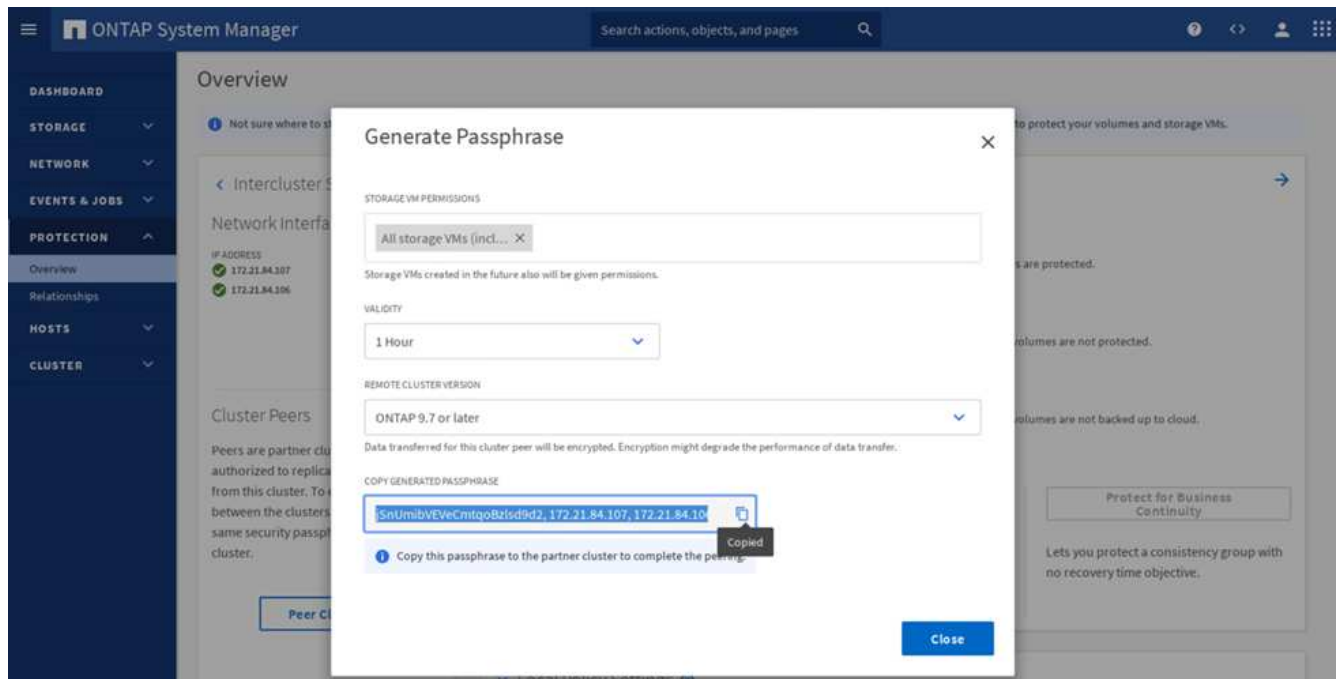 ONTAP System Manager
Search actions, objects, and pages
DASHBOARD
STORAGE
NETWORK
EVENTS & JOBS
PROTECTION
Overview
Relationships
HOSTS
CLUSTER
Overview
Not sure where to st
to protect your volumes and storage VMs.
Intercluster S
Network Interfa
IP ADDRESS
172.21.84.107
172.21.84.106
Cluster Peers
Peers are partner clu
authorized to replica
from this cluster. To e
between the clusters
same security passph
cluster.
Peer Cl
Generate Passphrase
STORAGE VM PERMISSIONS
All storage VMs (incl...
Storage VMs created in the future also will be given permissions.
VALIDITY
1 Hour
REMOTE CLUSTER VERSION
ONTAP 9.7 or later
Data transferred for this cluster peer will be encrypted. Encryption might degrade the performance of data transfer.
COPY GENERATED PASSPHRASE
SnUmibVEVeCmtqoBzlsd9d2, 172.21.84.107, 172.21.84.10
Copied
Copy this passphrase to the partner cluster to complete the peering.
Close
s are protected.
volumes are not protected.
volumes are not backed up to cloud.
Protect for Business
Continuity
Lets you protect a consistency group with
no recovery time objective.